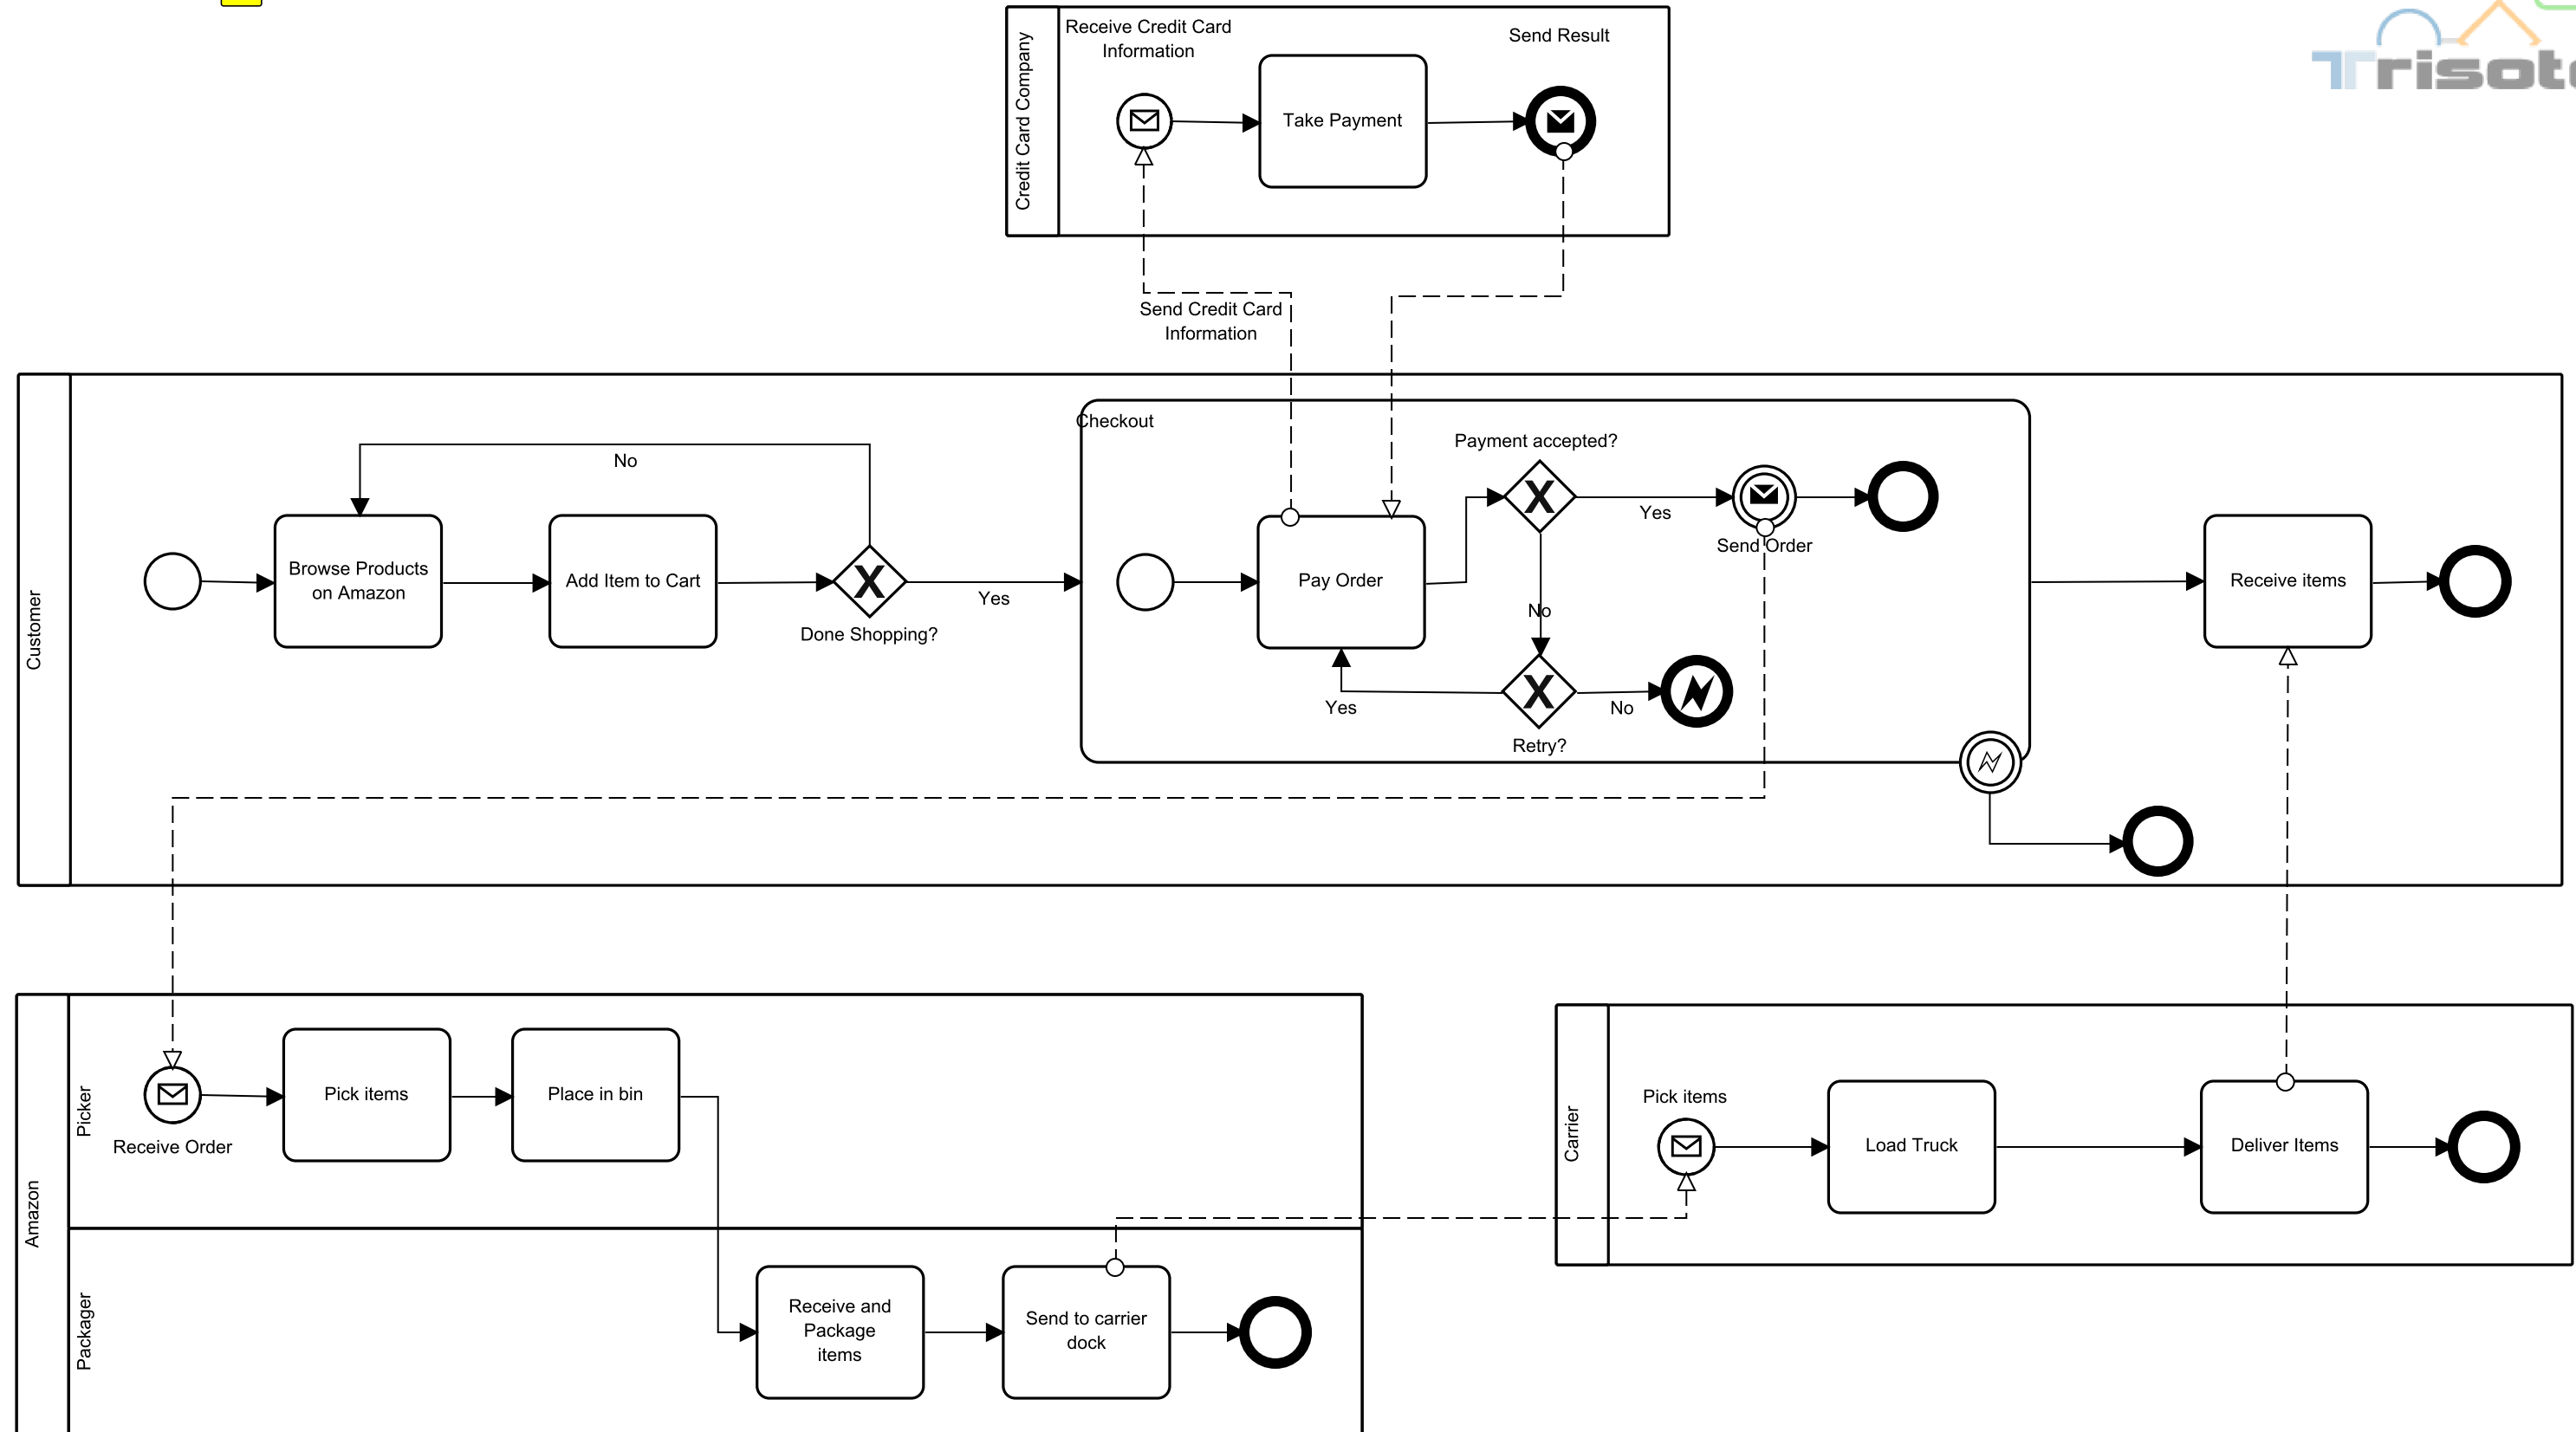 Receive Credit Card
Information
Send Result
Credit Card Company
Take Payment
Send Credit Card
Information
Customer
Checkout
No
Payment accepted?
Browse Products
on Amazon
Add Item to Cart
Done Shopping?
Yes
Pay Order
Yes
Send Order
No
Yes
No
Retry?
Receive items
Amazon
Picker
Receive Order
Pick items
Place in bin
Packager
Receive and
Package
items
Send to carrier
dock
Carrier
Pick items
Load Truck
Deliver Items